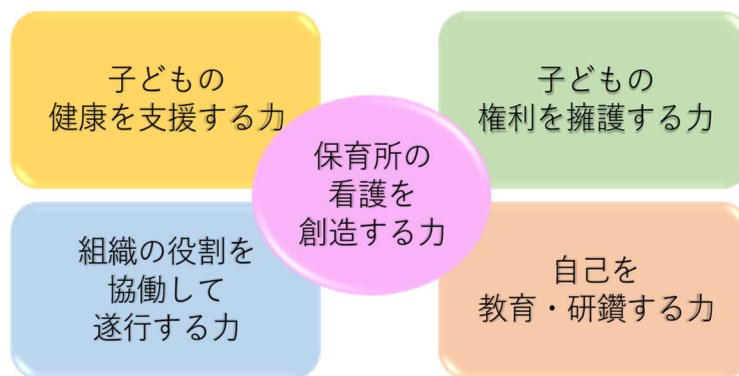 子どもの
健康を支援する力
子どもの
権利を擁護する力
保育所の
看護を
創造する力
組織の役割を
協働して
遂行する力
自己を
教育・研鑽する力